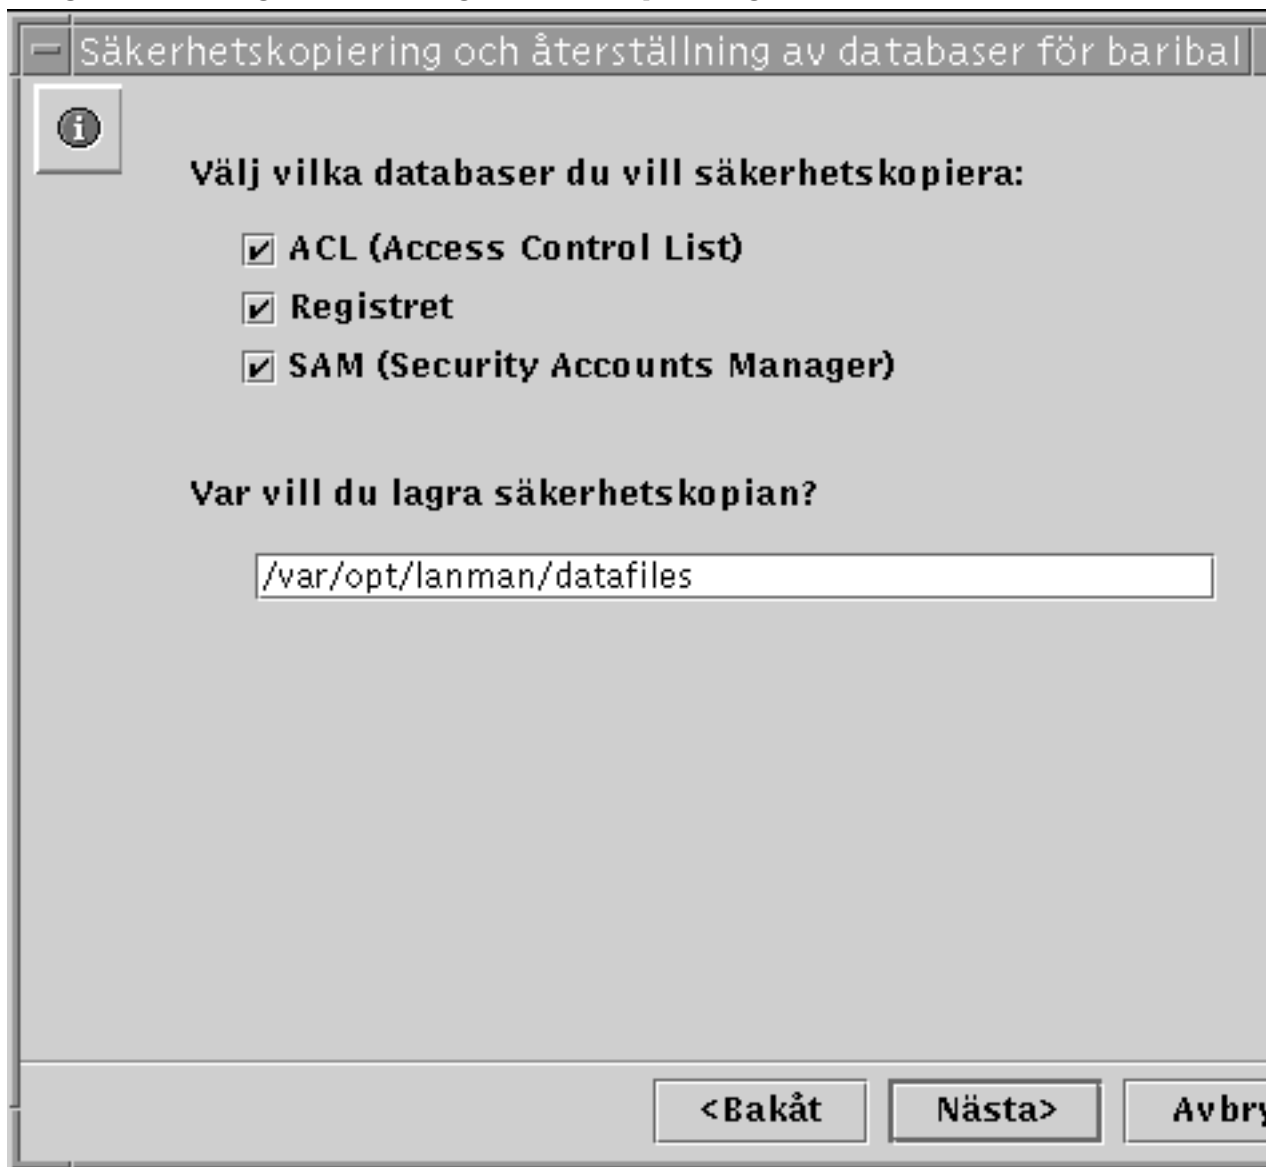 Säkerhetskopiering och återställning av databaser för baribal
Välj vilka databaser du vill säkerhetskopiera:
ACL (Access Control List)
Registret
SAM (Security Accounts Manager)
Var vill du lagra säkerhetskopian?
/var/opt/lanman/datafiles
<Bakåt Nästa>